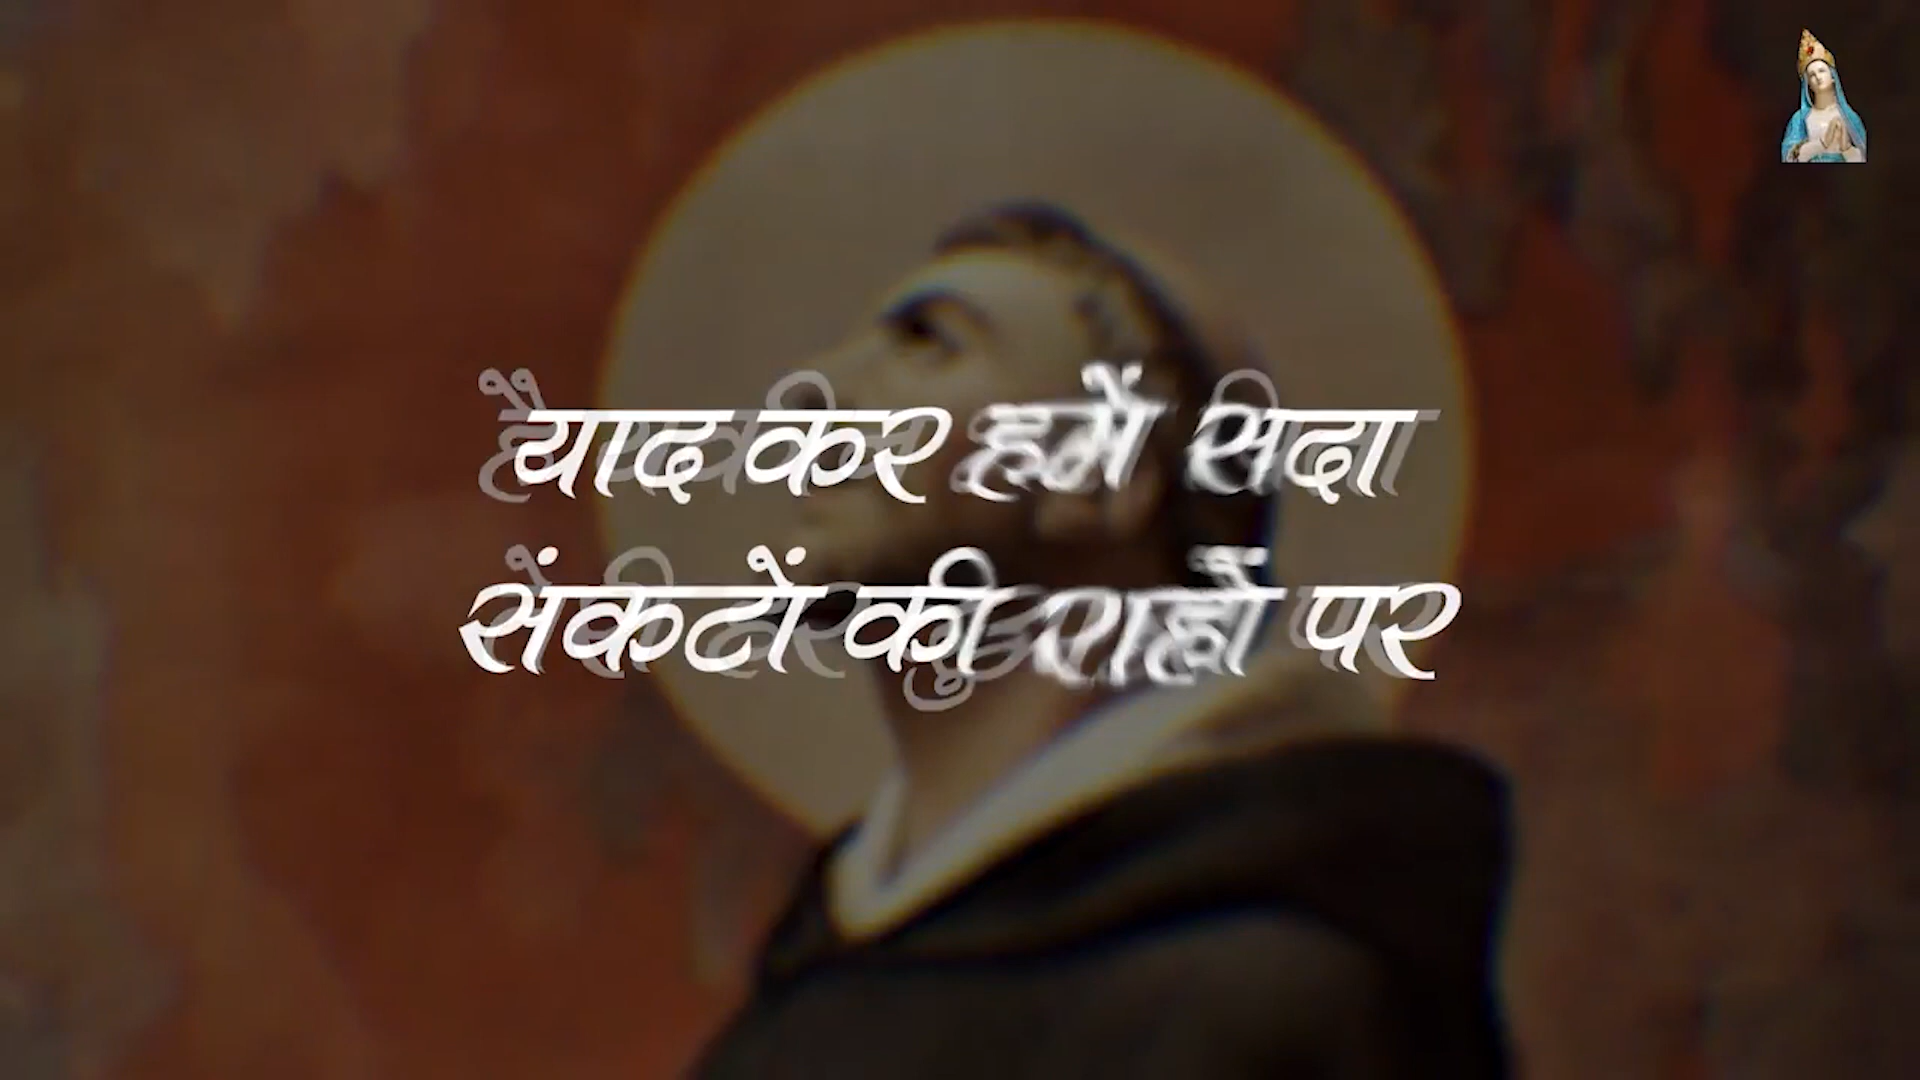 याद कर हमें सदा
संकटों की राहों पर